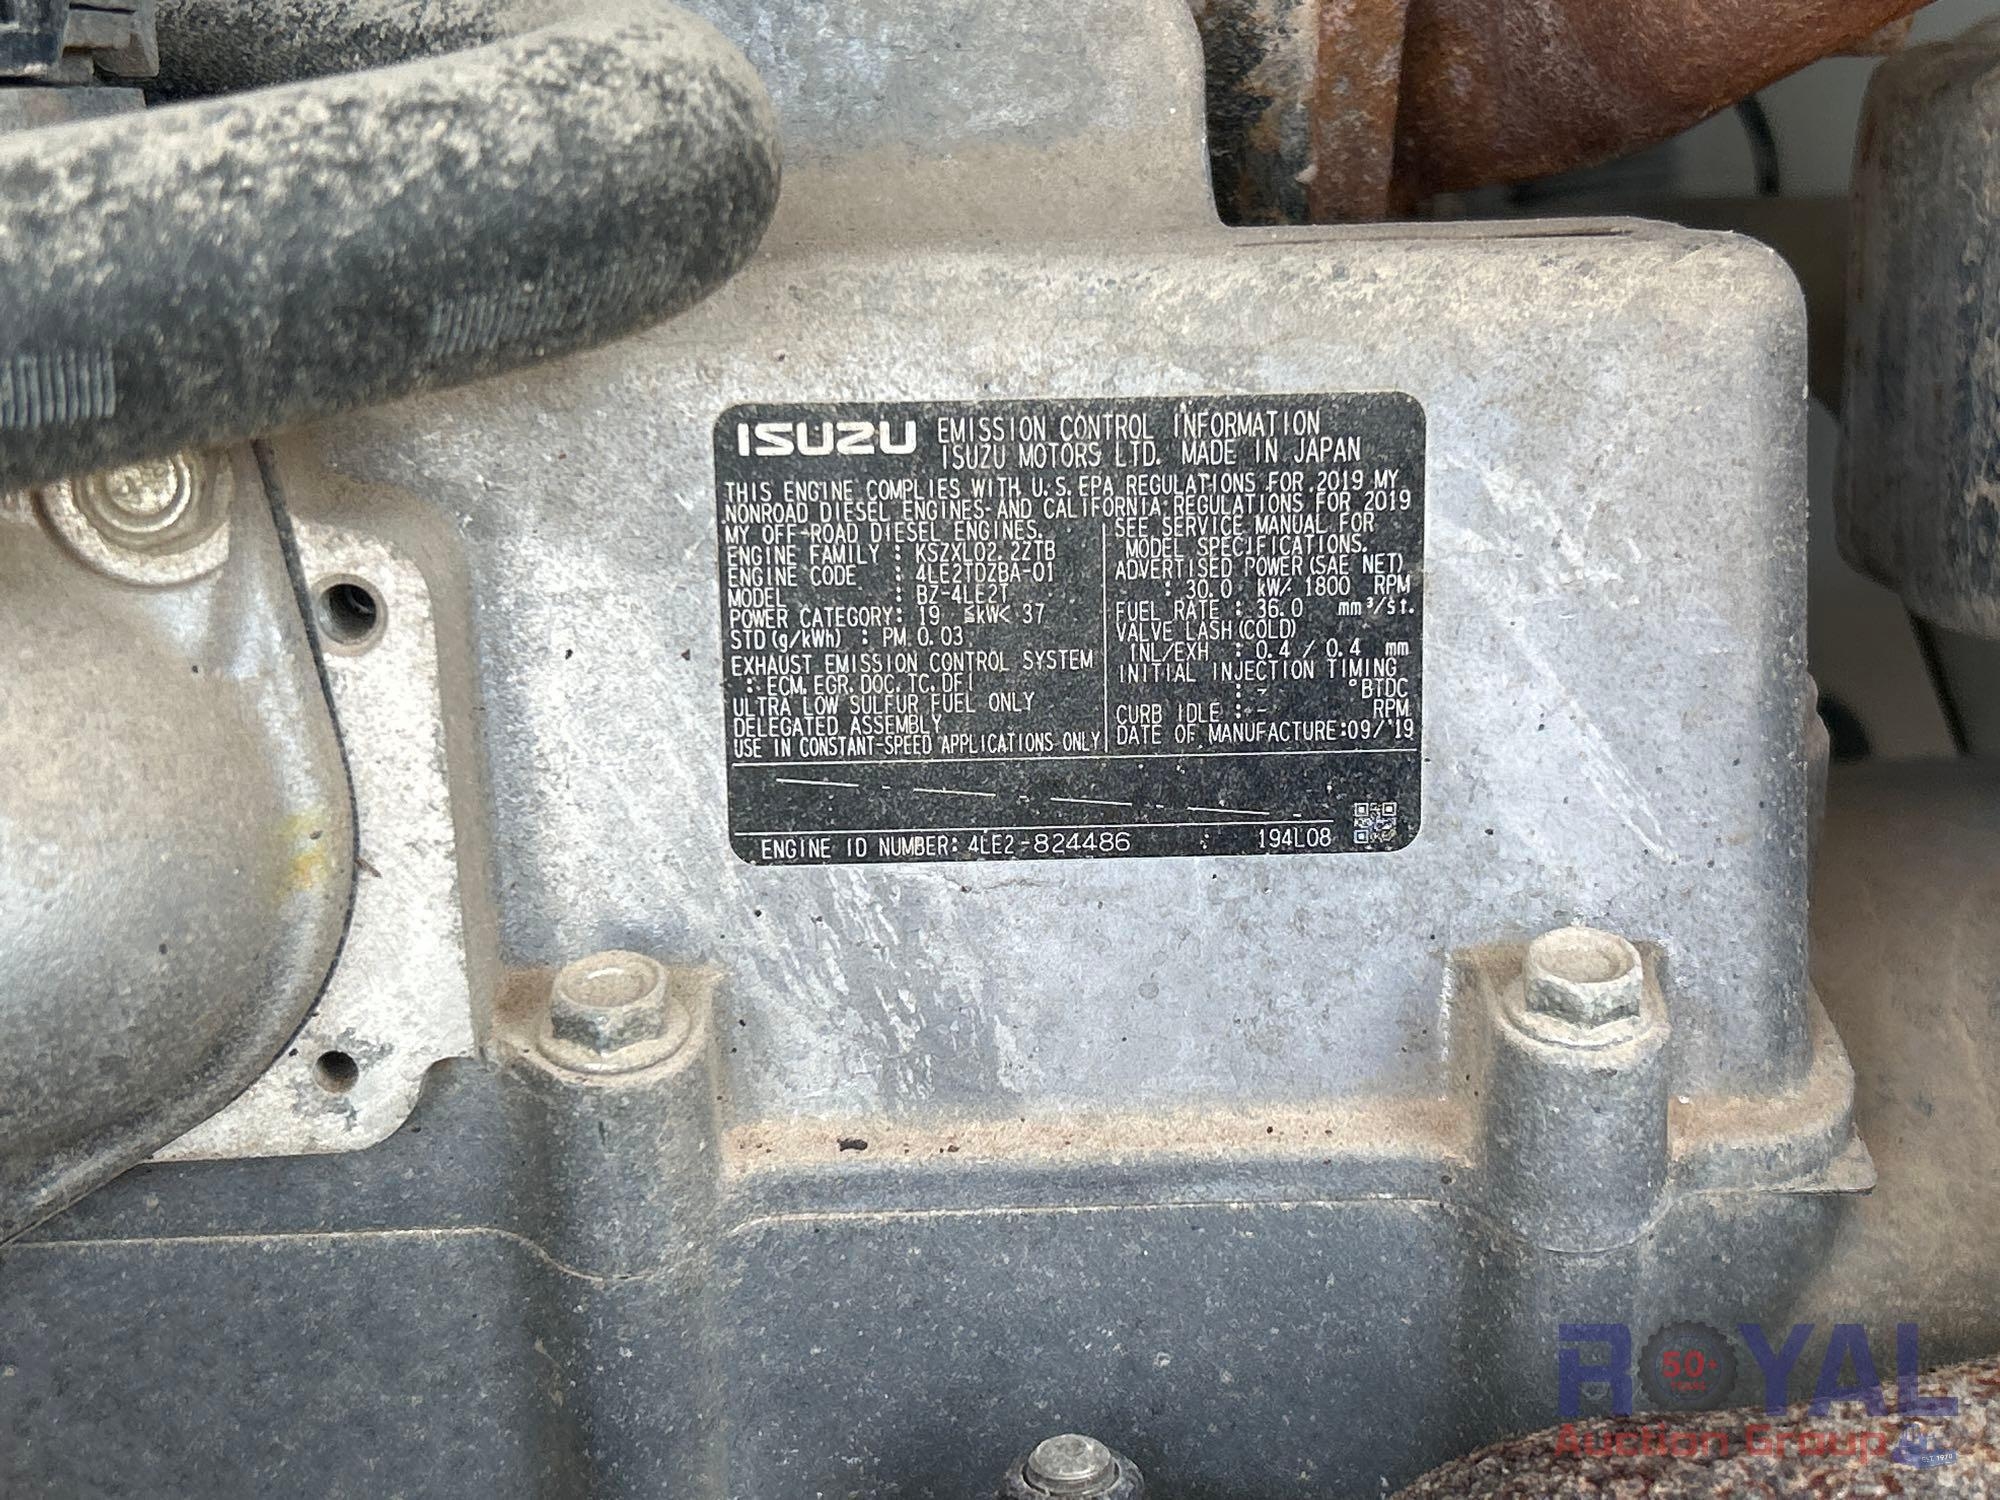 ISUZU EMISSION CONTROL INFORMATION
ISUZU MOTORS LTD. MADE IN JAPAN
THIS ENGINE COMPLIES WITH U.S.EPA REGULATIONS FOR 2019 MY
NONROAD DIESEL ENGINES AND CALIFORNIA REGULATIONS FOR 2019
MY OFF-ROAD DIESEL ENGINES.
ENGINE FAMILY : KSZXL02.2ZTB
ENGINE CODE : 4LE2TDZBA-01
MODEL : BZ-4LE2T
POWER CATEGORY: 19 ≦kW< 37
STD(g/kWh) : PM 0.03
EXHAUST EMISSION CONTROL SYSTEM
: ECM, EGR, DOC, TC, DFI
ULTRA LOW SULFUR FUEL ONLY
DELEGATED ASSEMBLY
USE IN CONSTANT-SPEED APPLICATIONS ONLY
SEE SERVICE MANUAL FOR
MODEL SPECIFICATIONS.
ADVERTISED POWER(SAE NET)
: 30.0 kW/ 1800 RPM
FUEL RATE : 36.0 mm³/st.
VALVE LASH(COLD)
INL/EXH : 0.4 / 0.4 mm
INITIAL INJECTION TIMING
: - °BTDC
CURB IDLE : - RPM
DATE OF MANUFACTURE:09/'19
ENGINE ID NUMBER: 4LE2-824486 : 194L08
ROYAL
50+
YEARS
Auction Group
EST. 1970